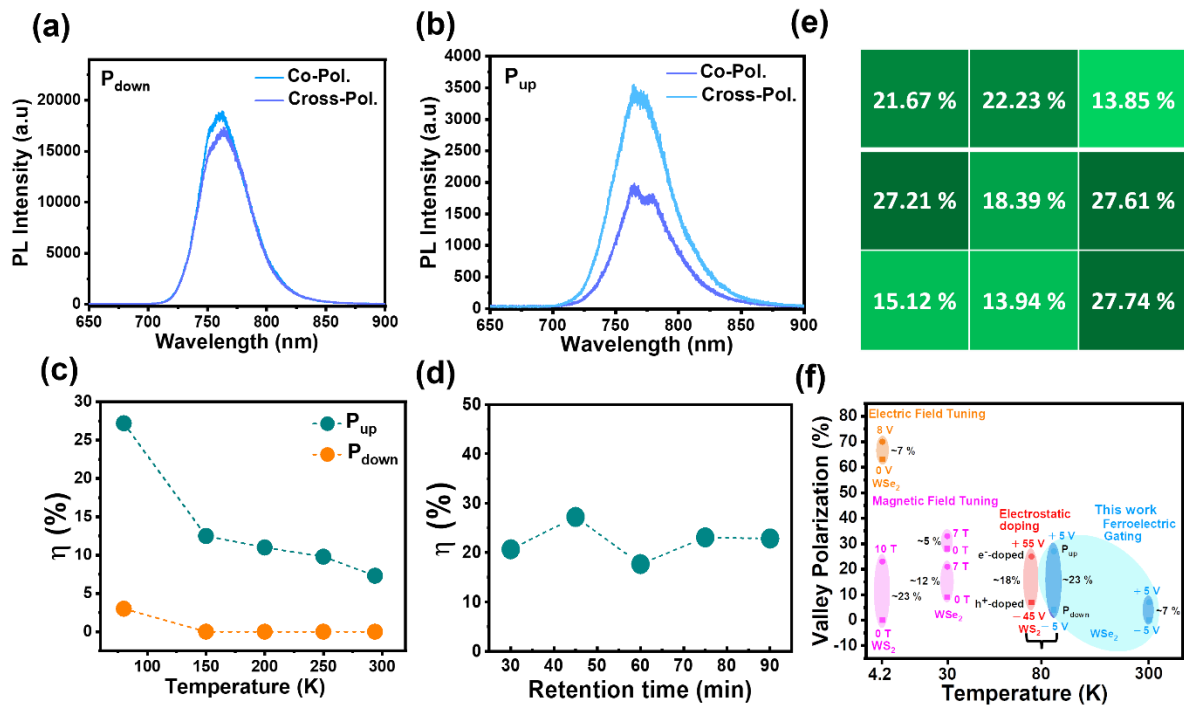 (a)
P down
Co-Pol.
Cross-Pol.
PL Intensity (a.u)
20000
15000
10000
5000
0
650 700 750 800 850 900
Wavelength (nm)
(b)
P up
Co-Pol.
Cross-Pol.
PL Intensity (a.u)
4000
3500
3000
2500
2000
1500
1000
500
0
650 700 750 800 850 900
Wavelength (nm)
(e)
21.67 % 22.23 % 13.85 %
27.21 % 18.39 % 27.61 %
15.12 % 13.94 % 27.74 %
(c)
P up
P down
η (%)
30
25
20
15
10
5
0
100 150 200 250 300
Temperature (K)
(d)
η (%)
50
40
30
20
10
0
30 40 50 60 70 80 90
Retention time (min)
(f)
Valley Polarization (%)
80
70
60
50
40
30
20
10
0
-10
Electric Field Tuning
8 V
~7 %
0 V
WSe2
Magnetic Field Tuning
10 T
~23 %
0 T
WS2
7 T
~5 %
0 T
7 T
~12 %
0 T
WSe2
Electrostatic
doping
+ 55 V
e⁻-doped
~18%
h⁺-doped
−45 V
WS2
This work
Ferroelectric
Gating
+ 5 V
P up
~23 %
P down
− 5 V
WSe2
+ 5 V
~7 %
− 5 V
4.2 30 80 300
Temperature (K)